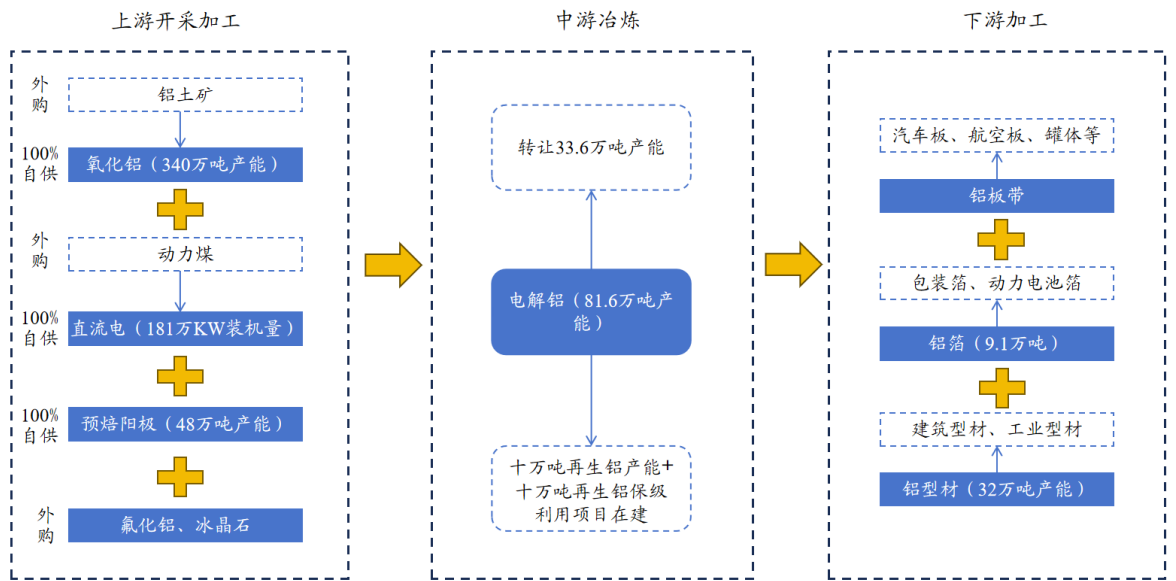 上游开采加工
外购
铝土矿
100%
自供
氧化铝（340万吨产能）
外购
动力煤
100%
自供
直流电（181万KW装机量）
100%
自供
预焙阳极（48万吨产能）
外购
氟化铝、冰晶石
中游冶炼
转让33.6万吨产能
电解铝（81.6万吨产
能）
十万吨再生铝产能+
十万吨再生铝保级
利用项目在建
下游加工
汽车板、航空板、罐体等
铝板带
包装箔、动力电池箔
铝箔（9.1万吨）
建筑型材、工业型材
铝型材（32万吨产能）